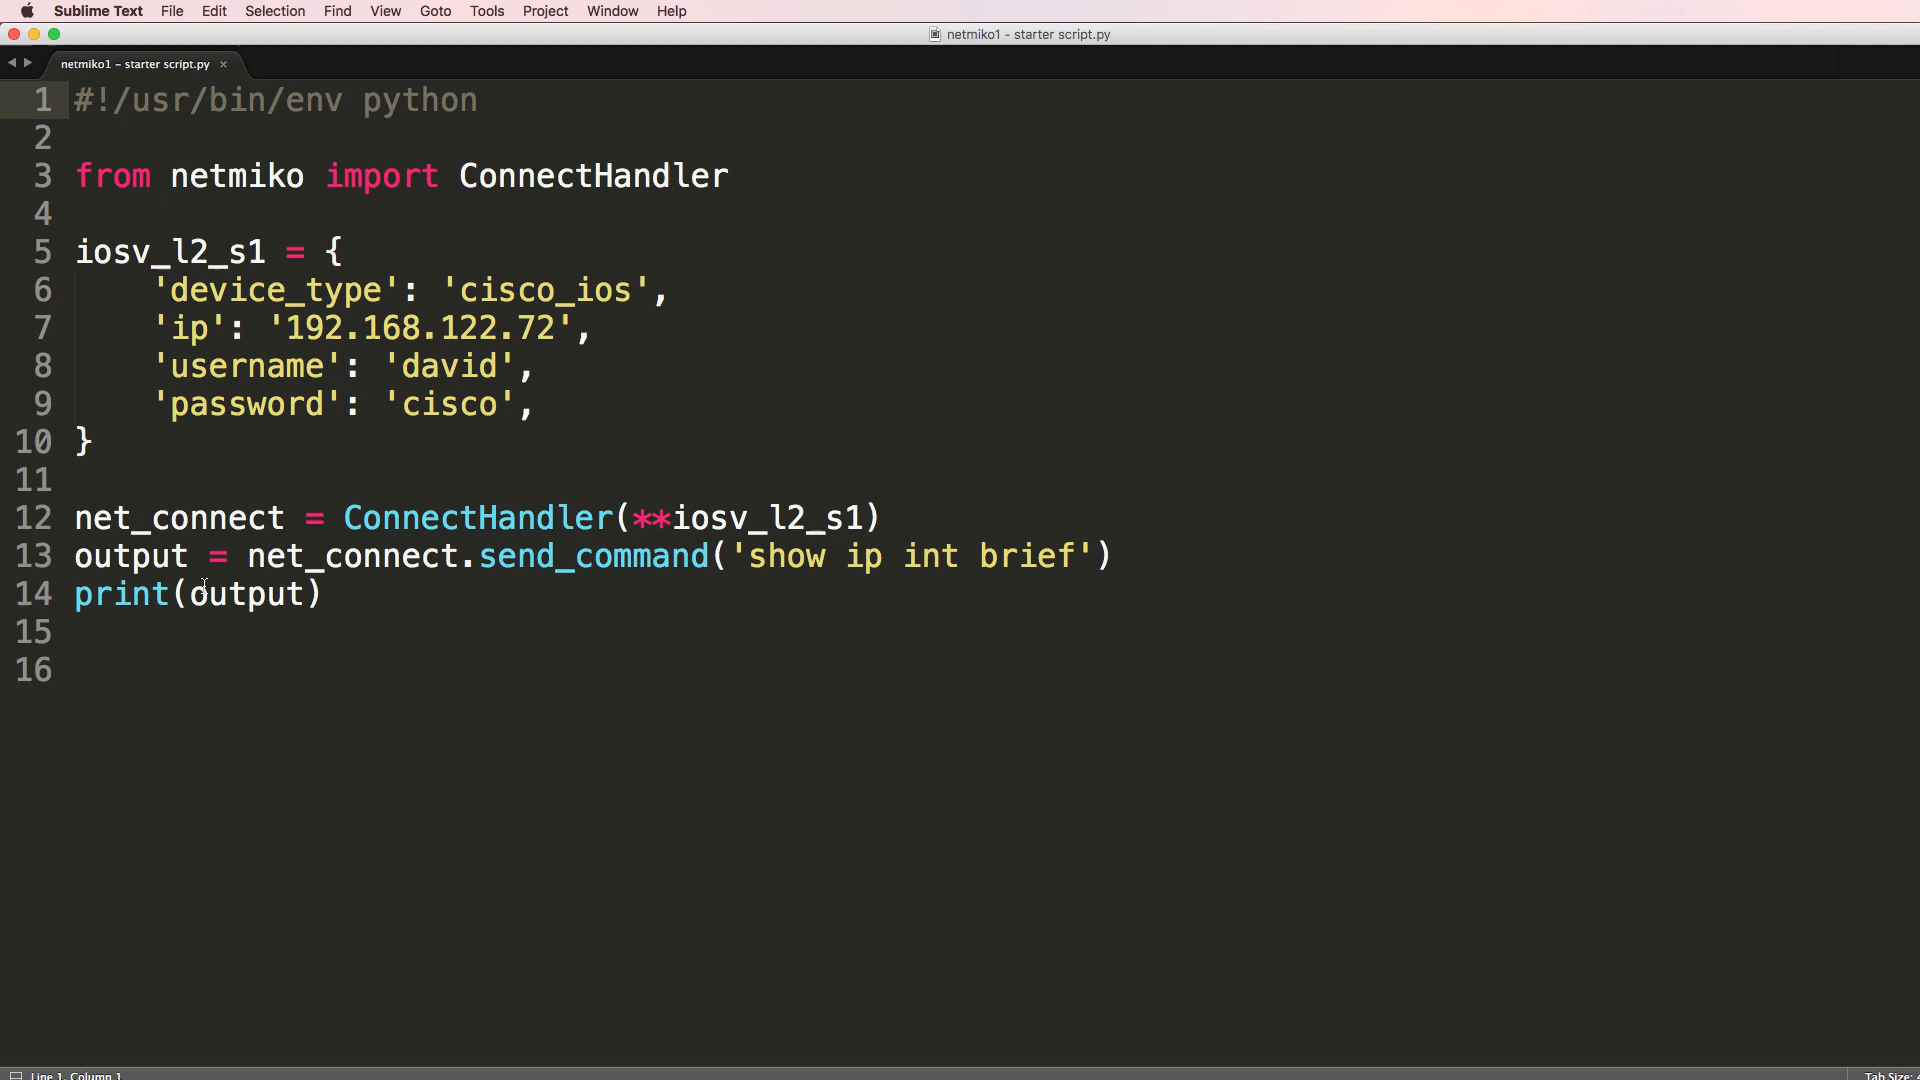 Sublime Text File Edit Selection Find View Goto Tools Project Window Help
netmiko1 - starter script.py
netmiko1 – starter script.py ×
1 #!/usr/bin/env python
2
3 from netmiko import ConnectHandler
4
5 iosv_l2_s1 = {
6     'device_type': 'cisco_ios',
7     'ip': '192.168.122.72',
8     'username': 'david',
9     'password': 'cisco',
10 }
11
12 net_connect = ConnectHandler(**iosv_l2_s1)
13 output = net_connect.send_command('show ip int brief')
14 print(output)
15
16
Line 1, Column 1 Tab Size: